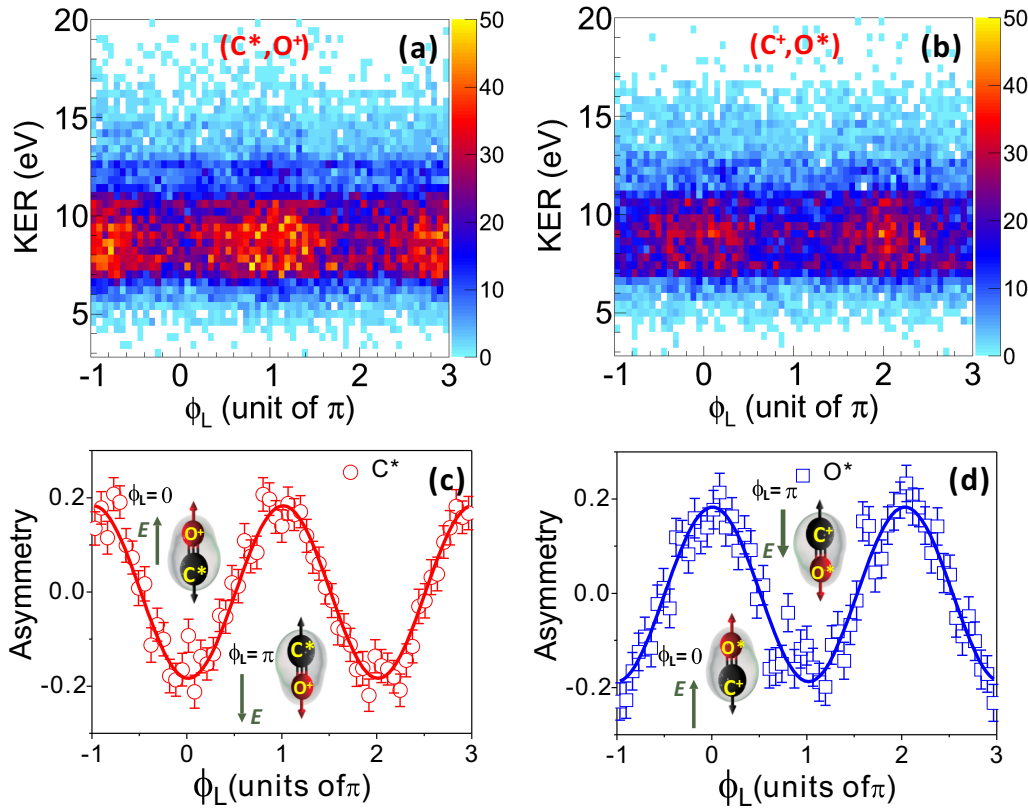 (C*,O⁺)
(a)
20
15
10
5
KER (eV)
-1 0 1 2 3
ϕL (unit of π)
50
40
30
20
10
0
(C⁺,O*)
(b)
20
15
10
5
KER (eV)
-1 0 1 2 3
ϕL (unit of π)
50
40
30
20
10
0
C*
(c)
0.2
0.0
-0.2
Asymmetry
ϕL= 0
E
O⁺
C*
ϕL= π
E
C*
O⁺
-1 0 1 2 3
ϕL(units ofπ)
O*
(d)
0.2
0.0
-0.2
Asymmetry
ϕL= π
E
C⁺
O*
ϕL= 0
E
O*
C⁺
-1 0 1 2 3
ϕL(units ofπ)